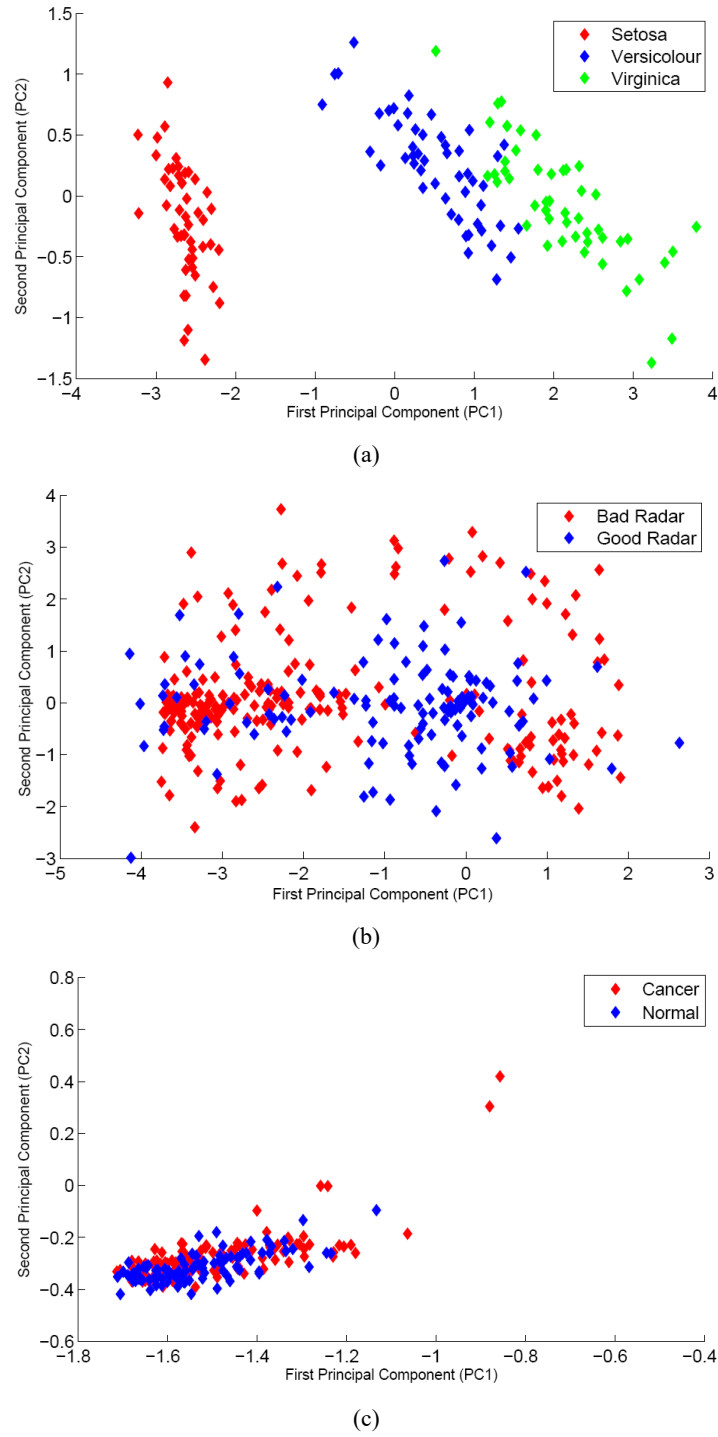 1.5
1
0.5
0
−0.5
−1
−1.5
Second Principal Component (PC2)
Setosa
Versicolour
Virginica
−4 −3 −2 −1 0 1 2 3 4
First Principal Component (PC1)
(a)
4
3
2
1
0
−1
−2
−3
Second Principal Component (PC2)
Bad Radar
Good Radar
−5 −4 −3 −2 −1 0 1 2 3
First Principal Component (PC1)
(b)
0.8
0.6
0.4
0.2
0
−0.2
−0.4
−0.6
Second Principal Component (PC2)
Cancer
Normal
−1.8 −1.6 −1.4 −1.2 −1 −0.8 −0.6 −0.4
First Principal Component (PC1)
(c)